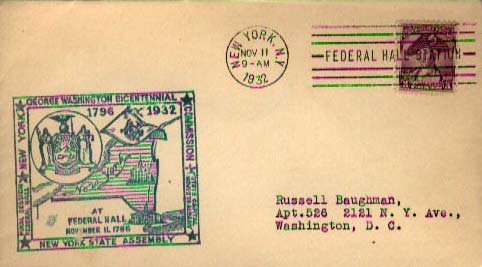 NEW YORK, N.Y.
NOV 11
9-AM
1932
FEDERAL HALL STATION
GEORGE WASHINGTON BICENTENNIAL
COMMISSION
NEW YORK
1796 1932
AT
FEDERAL HALL
NOVEMBER 11, 1796
NEW YORK STATE ASSEMBLY
Russell Baughman,
Apt.526 2121 N. Y. Ave.,
Washington, D. C.